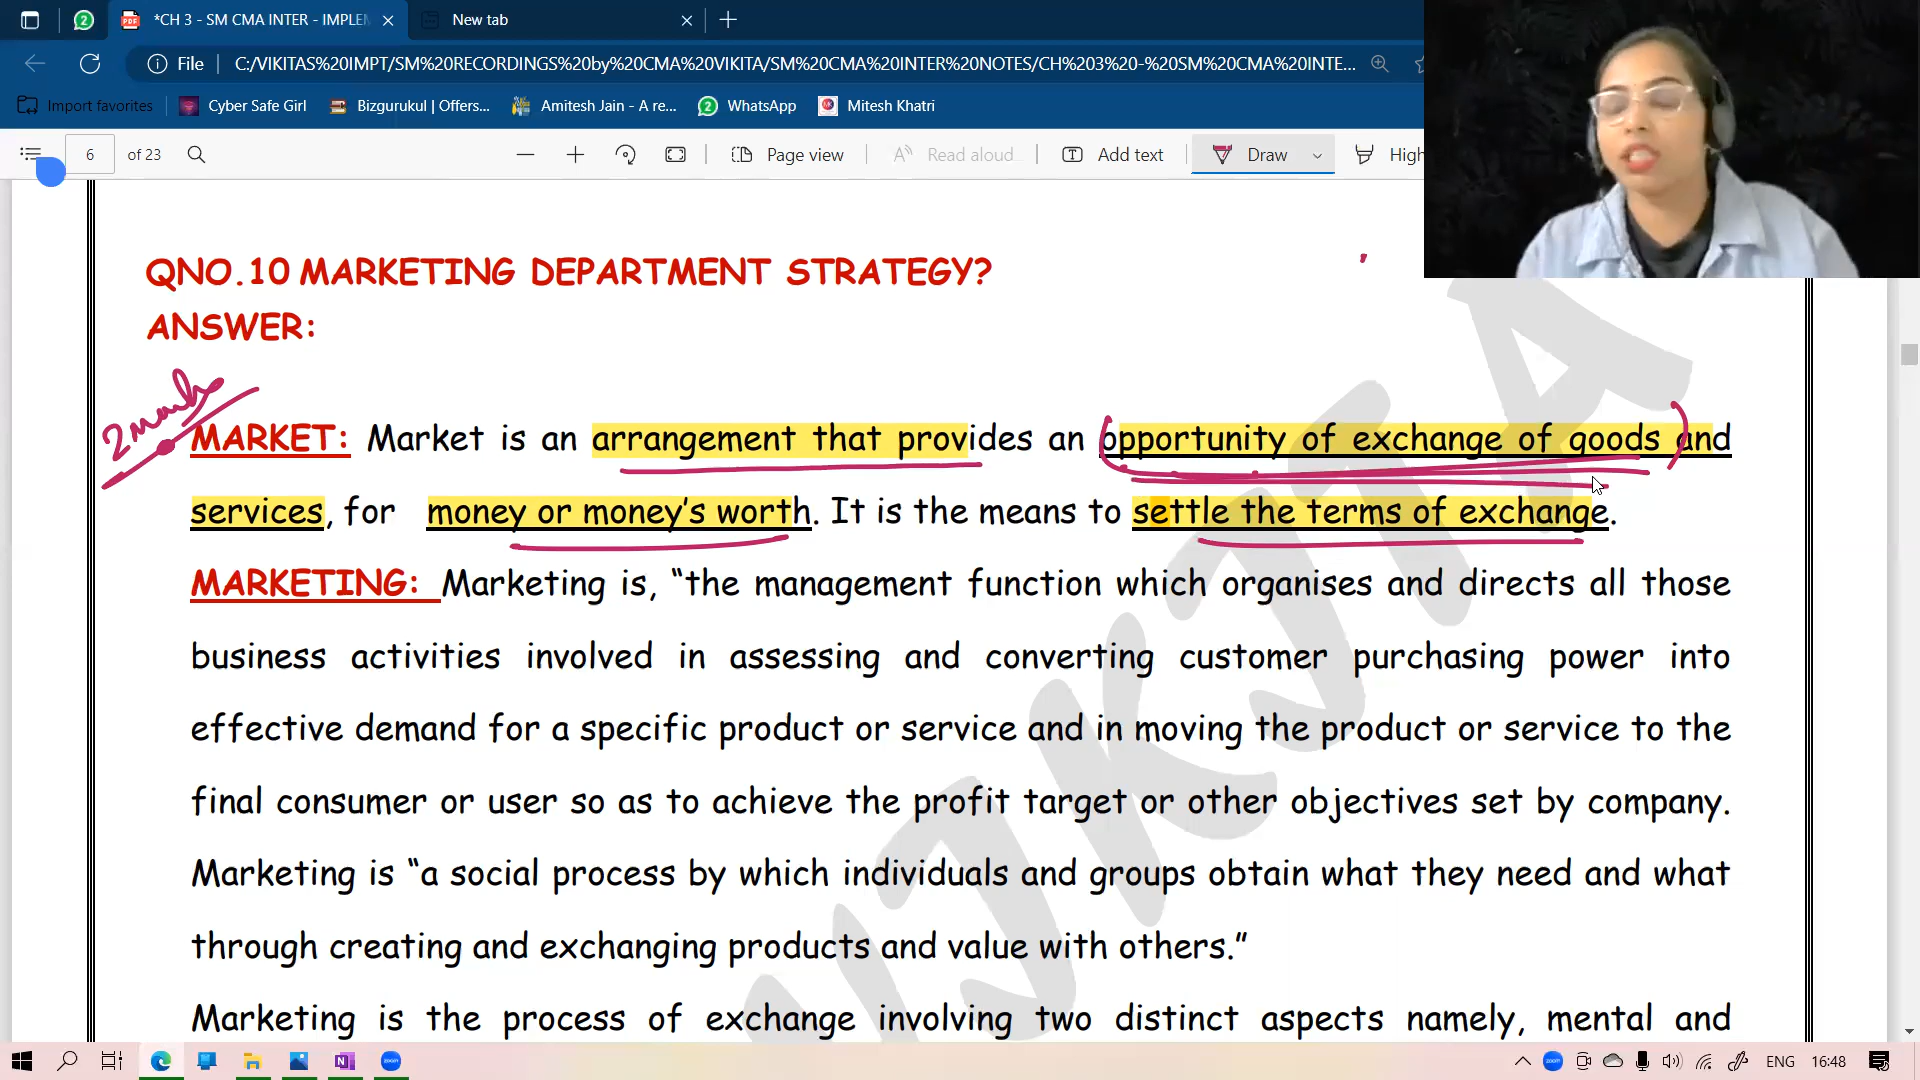 *CH 3 - SM CMA INTER - IMPLE
New tab
File
C:/VIKITAS%20IMPT/SM%20RECORDINGS%20by%20CMA%20VIKITA/SM%20CMA%20INTER%20NOTES/CH%203%20-%20SM%20CMA%20INTE...
Import favorites
Cyber Safe Girl
Bizgurukul | Offers...
Amitesh Jain - A re...
WhatsApp
Mitesh Khatri
6 of 23
Page view
Read aloud
Add text
Draw
High
QNO.10 MARKETING DEPARTMENT STRATEGY?
ANSWER:
2 marks
MARKET: Market is an arrangement that provides an opportunity of exchange of goods and
services, for money or money’s worth. It is the means to settle the terms of exchange.
MARKETING: Marketing is, “the management function which organises and directs all those
business activities involved in assessing and converting customer purchasing power into
effective demand for a specific product or service and in moving the product or service to the
final consumer or user so as to achieve the profit target or other objectives set by company.
Marketing is “a social process by which individuals and groups obtain what they need and what
through creating and exchanging products and value with others.”
Marketing is the process of exchange involving two distinct aspects namely, mental and
VIKITA
ENG
16:48